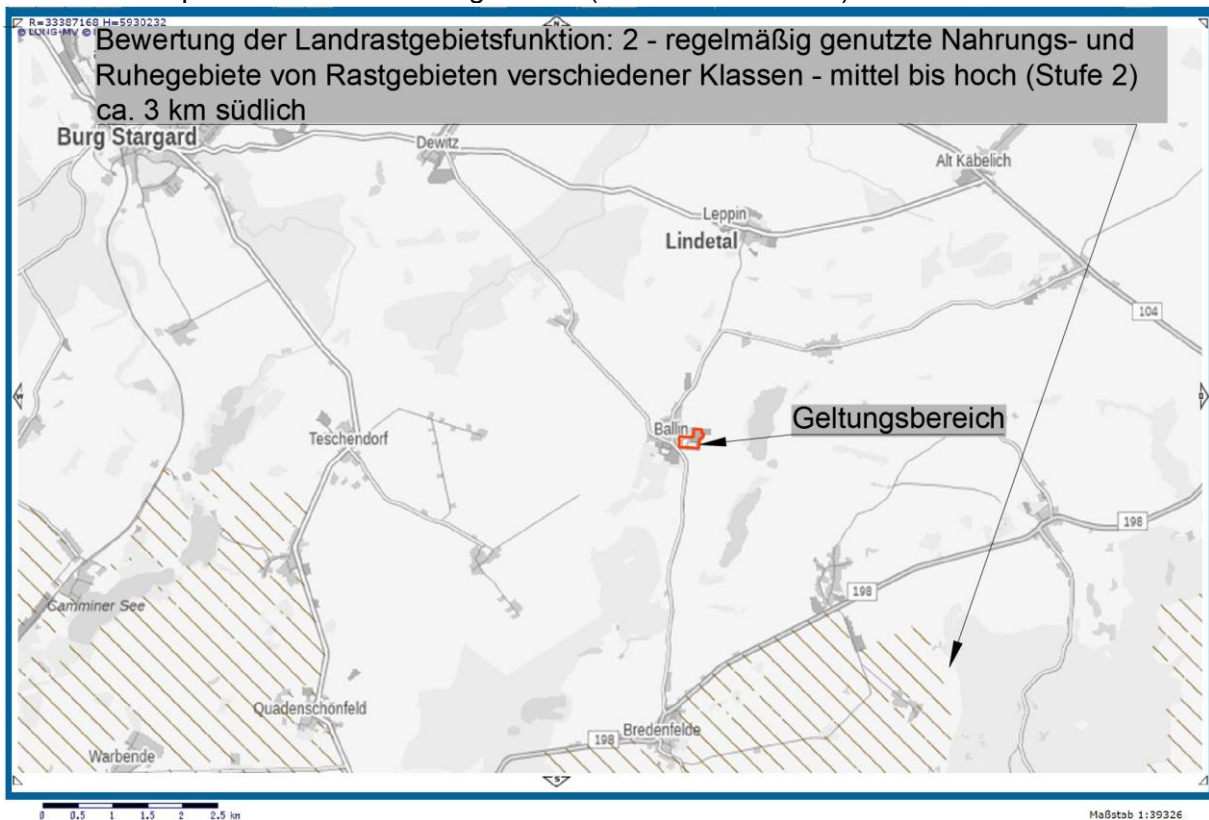 R=33387168 H=5930232
N
Bewertung der Landrastgebietsfunktion: 2 - regelmäßig genutzte Nahrungs- und
Ruhegebiete von Rastgebieten verschiedener Klassen - mittel bis hoch (Stufe 2)
ca. 3 km südlich
Burg Stargard
Dewitz
Alt Käbelich
Leppin
Lindetal
104
W
O
Geltungsbereich
Ballin
Teschendorf
198
198
Camminer See
Quadenschönfeld
Bredenfelde
198
Warbende
S
0 0.5 1 1.5 2 2.5 km
Maßstab 1:39326